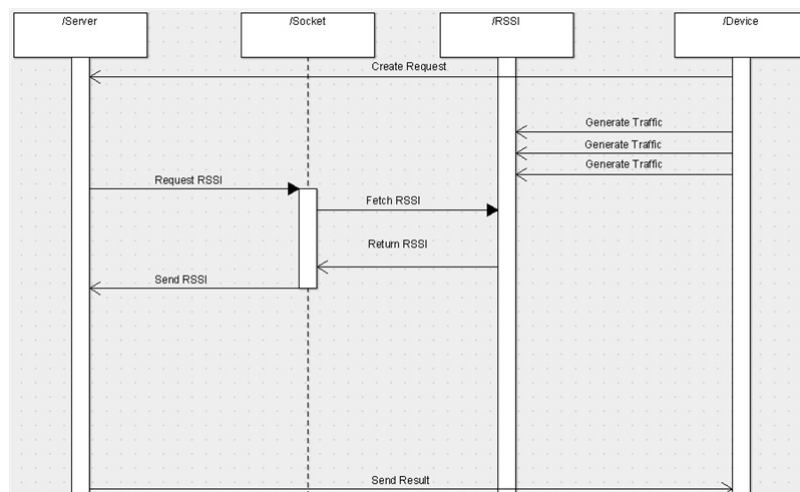 /Server
/Socket
/RSSI
/Device
Create Request
Generate Traffic
Generate Traffic
Generate Traffic
Request RSSI
Fetch RSSI
Return RSSI
Send RSSI
Send Result